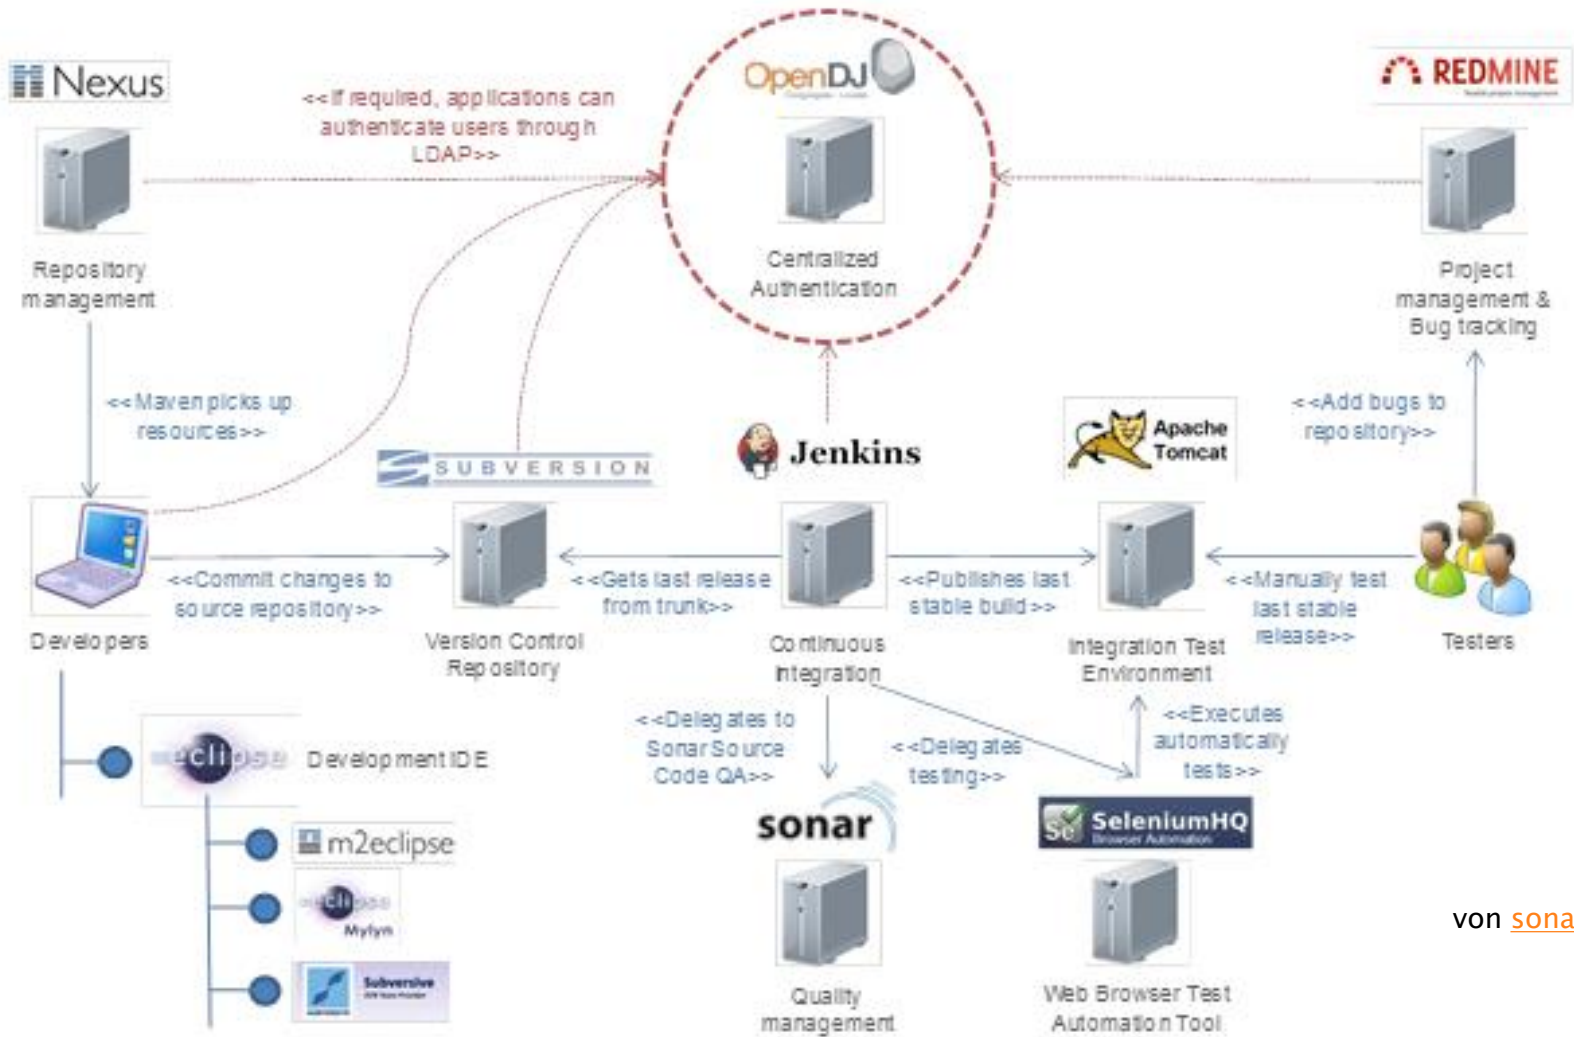 Nexus
<<If required, applications can
authenticate users through
LDAP>>
OpenDJ
REDMINE
Repository
management
Centralized
Authentication
Project
management &
Bug tracking
<<Maven picks up
resources>>
SUBVERSION
Jenkins
Apache
Tomcat
<<Add bugs to
repository>>
<<Commit changes to
source repository>>
<<Gets last release
from trunk>>
<<Publishes last
stable build>>
<<Manually test
last stable
release>>
Developers
Version Control
Repository
Continuous
Integration
Integration Test
Environment
Testers
<<Delegates to
Sonar Source
Code QA>>
<<Delegates
testing>>
<<Executes
automatically
tests>>
eclipse
Development IDE
sonar
Se
SeleniumHQ
Browser Automation
m2eclipse
eclipse
Mylyn
Subversive
von sona
Quality
management
Web Browser Test
Automation Tool